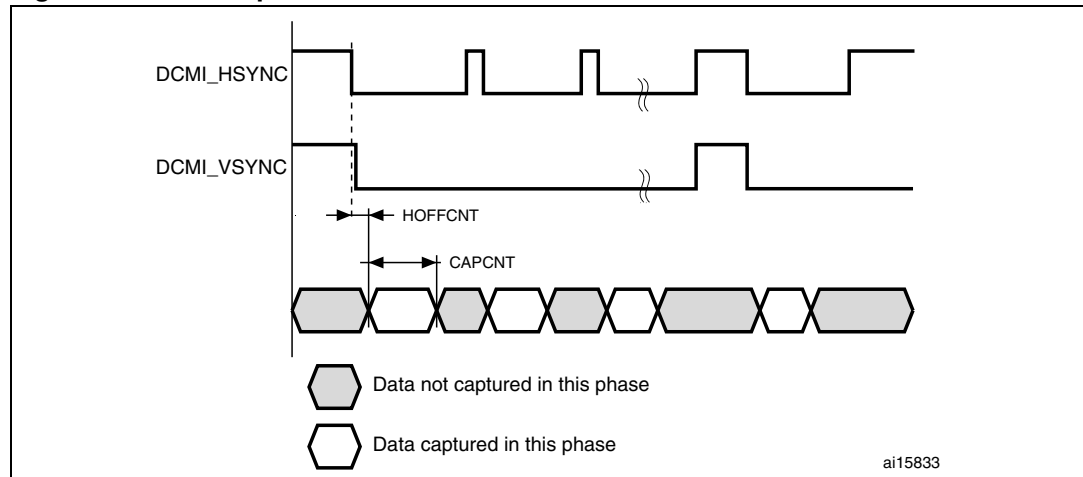 DCMI_HSYNC
DCMI_VSYNC
HOFFCNT
CAPCNT
Data not captured in this phase
Data captured in this phase
ai15833